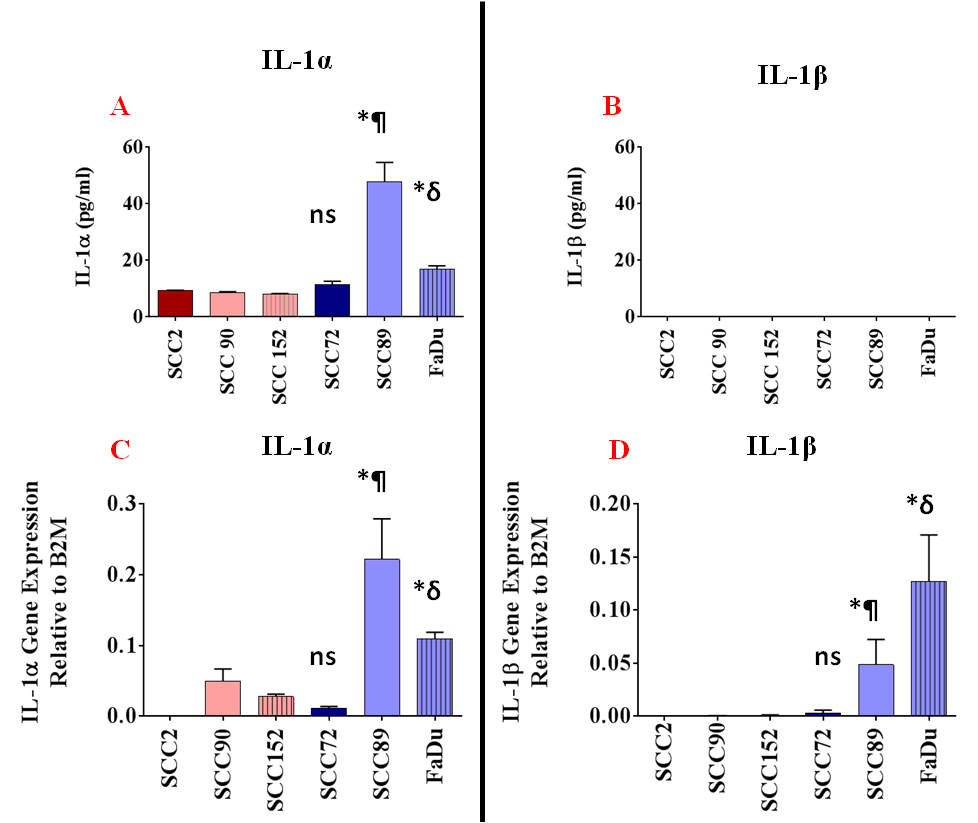 IL-1α
A
*¶
*δ
ns
60
40
20
0
IL-1α (pg/ml)
SCC2
SCC 90
SCC 152
SCC72
SCC89
FaDu
IL-1β
B
60
40
20
0
IL-1β (pg/ml)
SCC2
SCC 90
SCC 152
SCC72
SCC89
FaDu
IL-1α
C
*¶
*δ
ns
0.3
0.2
0.1
0.0
IL-1α Gene Expression
Relative to B2M
SCC2
SCC90
SCC152
SCC72
SCC89
FaDu
IL-1β
D
*δ
*¶
ns
0.20
0.15
0.10
0.05
0.00
IL-1β Gene Expression
Relative to B2M
SCC2
SCC90
SCC152
SCC72
SCC89
FaDu